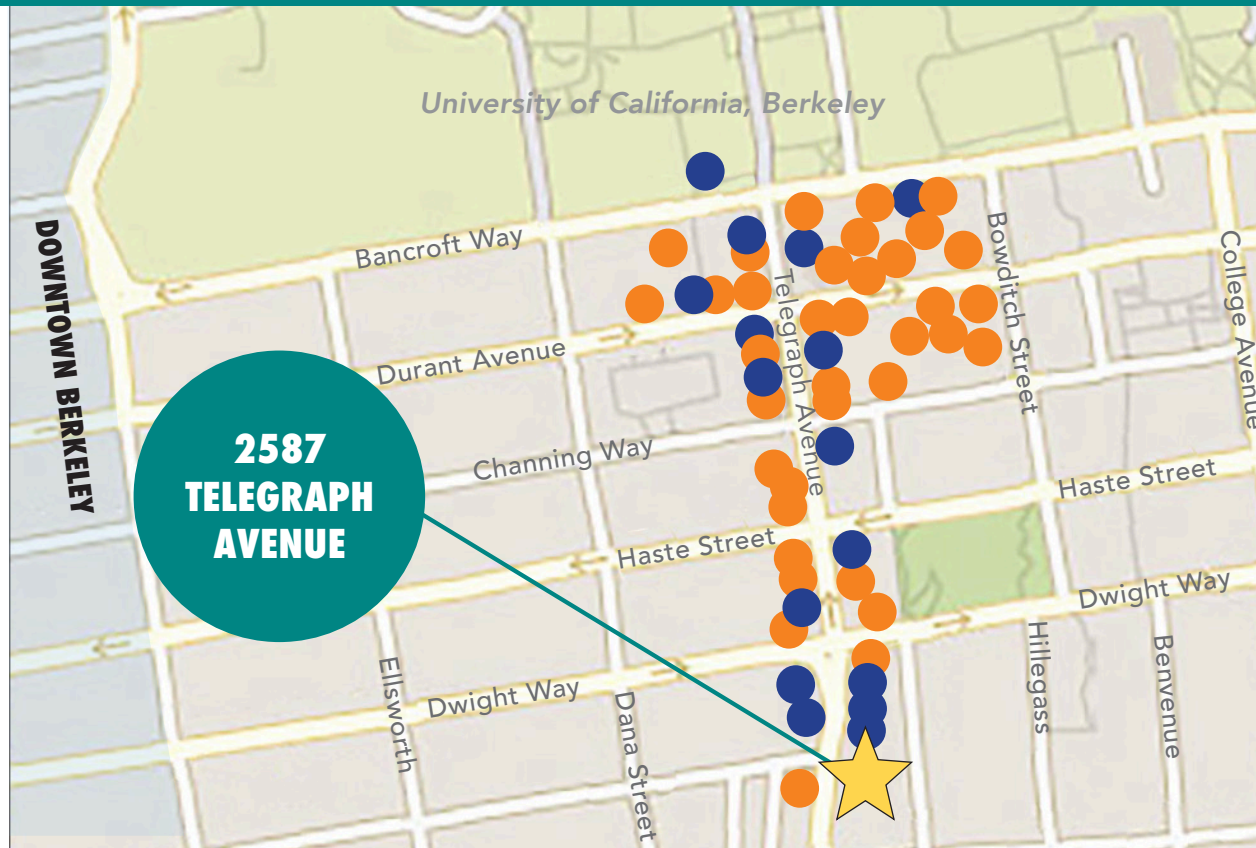 University of California, Berkeley
DOWNTOWN BERKELEY
Bancroft Way
Bowditch Street
College Avenue
Telegraph Avenue
Durant Avenue
2587
TELEGRAPH
AVENUE
Channing Way
Haste Street
Haste Street
Dwight Way
Dwight Way
Ellsworth
Dana Street
Hillegass
Benvenue